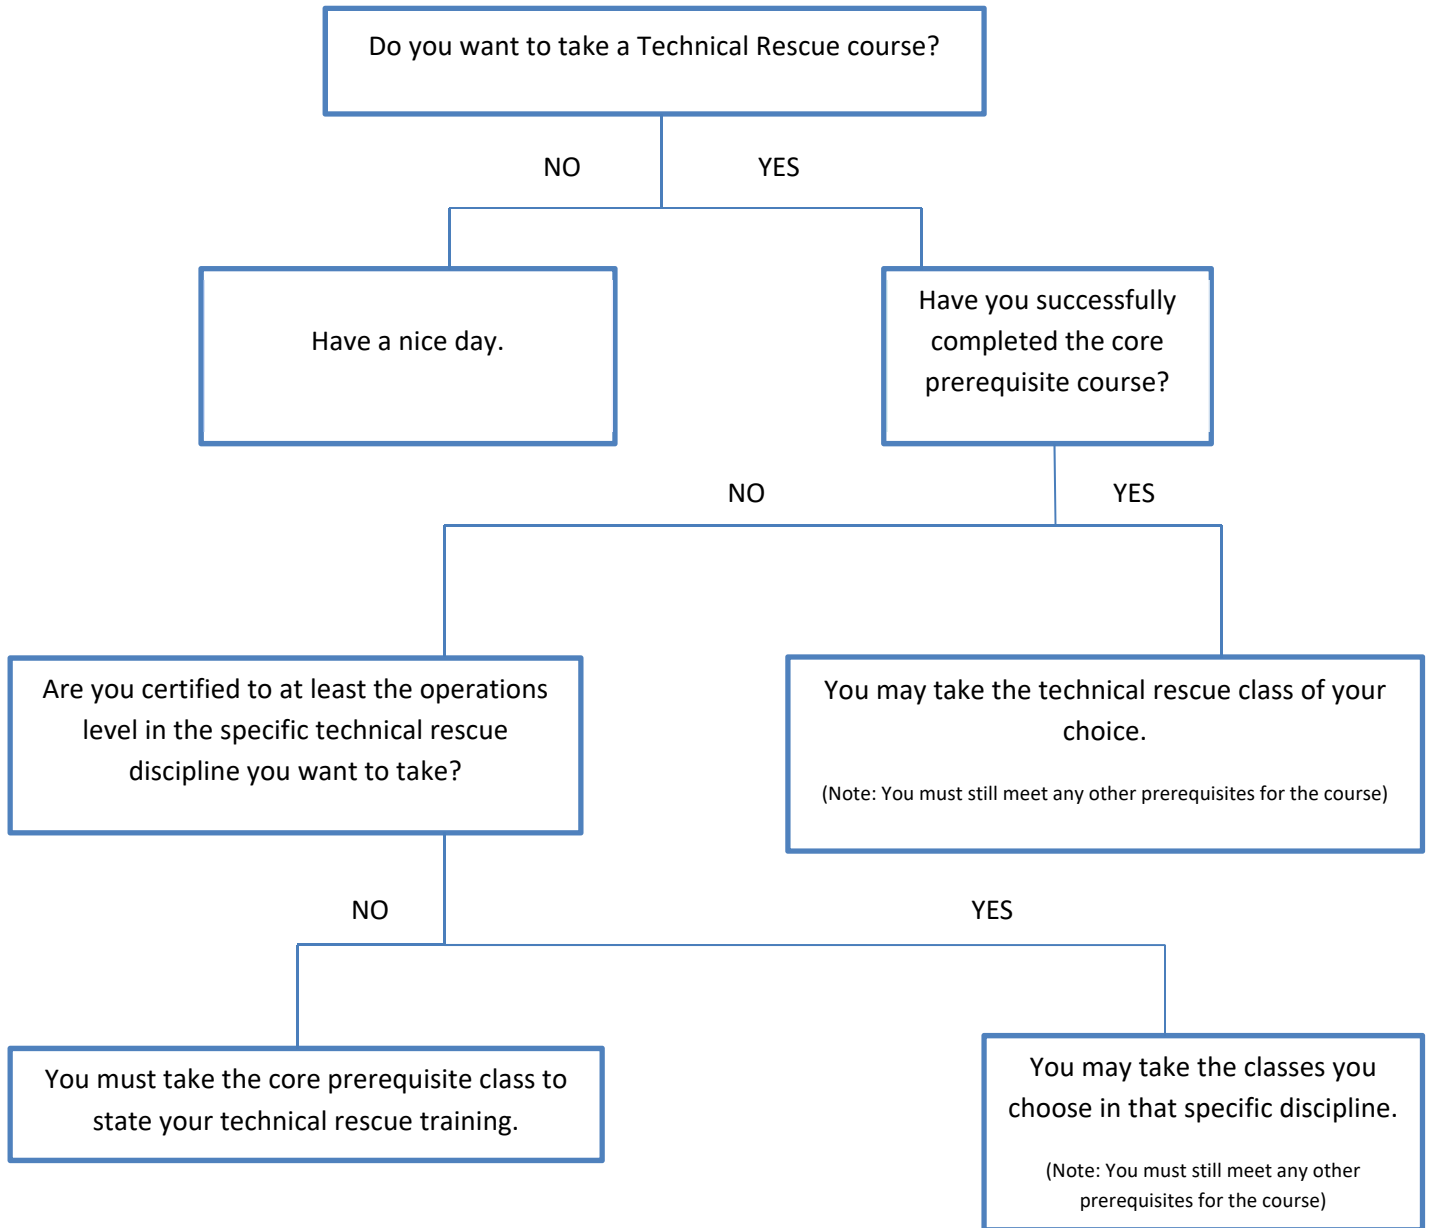 Do you want to take a Technical Rescue course?
NO
YES
Have a nice day.
Have you successfully
completed the core
prerequisite course?
NO
YES
Are you certified to at least the operations
level in the specific technical rescue
discipline you want to take?
You may take the technical rescue class of your
choice.
(Note: You must still meet any other prerequisites for the course)
NO
YES
You must take the core prerequisite class to
state your technical rescue training.
You may take the classes you
choose in that specific discipline.
(Note: You must still meet any other
prerequisites for the course)